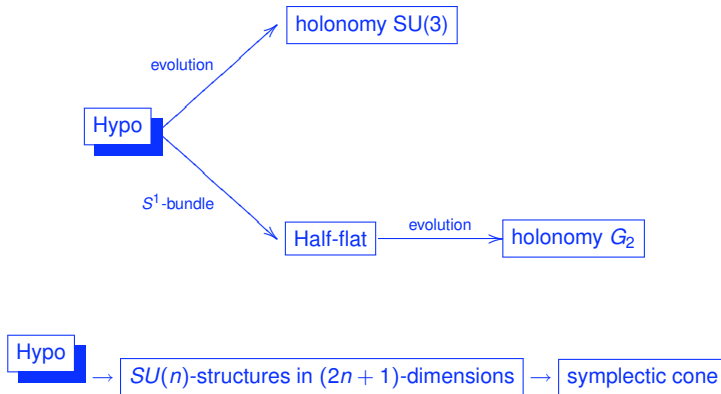 holonomy SU(3)
evolution
Hypo
S¹-bundle
Half-flat
evolution
holonomy G₂
Hypo
→ SU(n)-structures in (2n + 1)-dimensions → symplectic cone